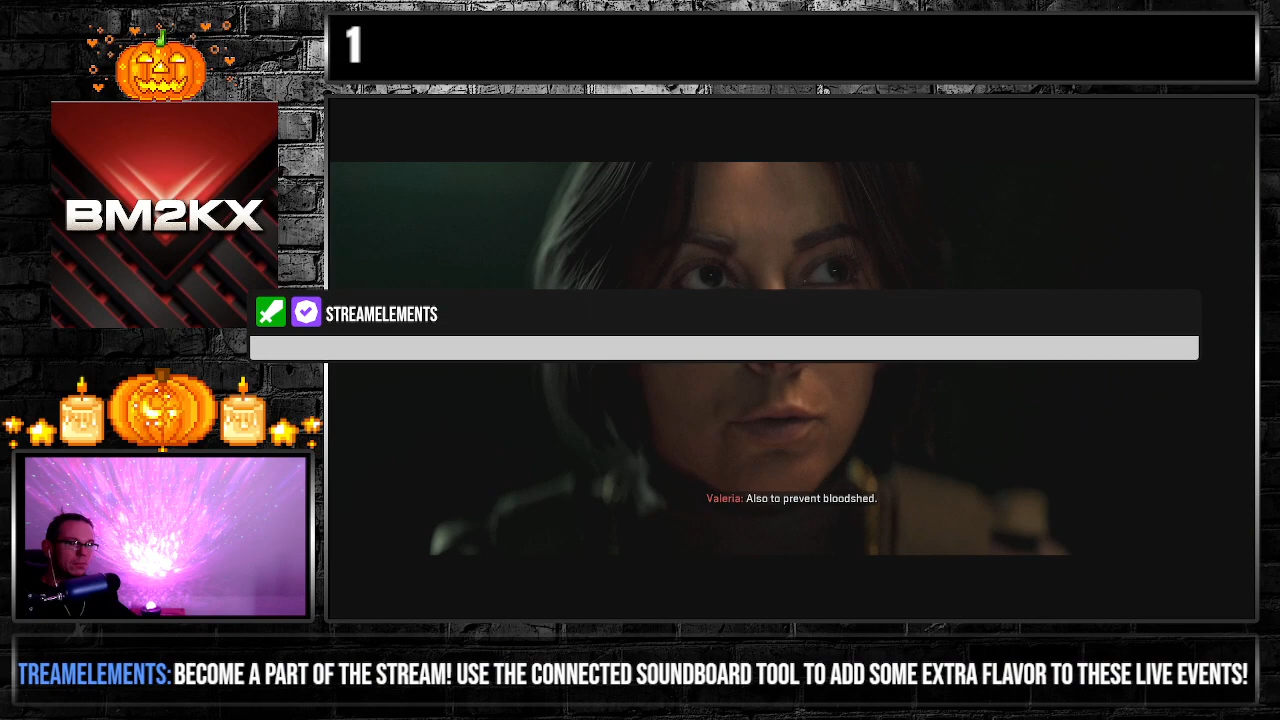 1
BM2KX
STREAMELEMENTS
Valeria: Also to prevent bloodshed.
TREAMELEMENTS: BECOME A PART OF THE STREAM! USE THE CONNECTED SOUNDBOARD TOOL TO ADD SOME EXTRA FLAVOR TO THESE LIVE EVENTS!